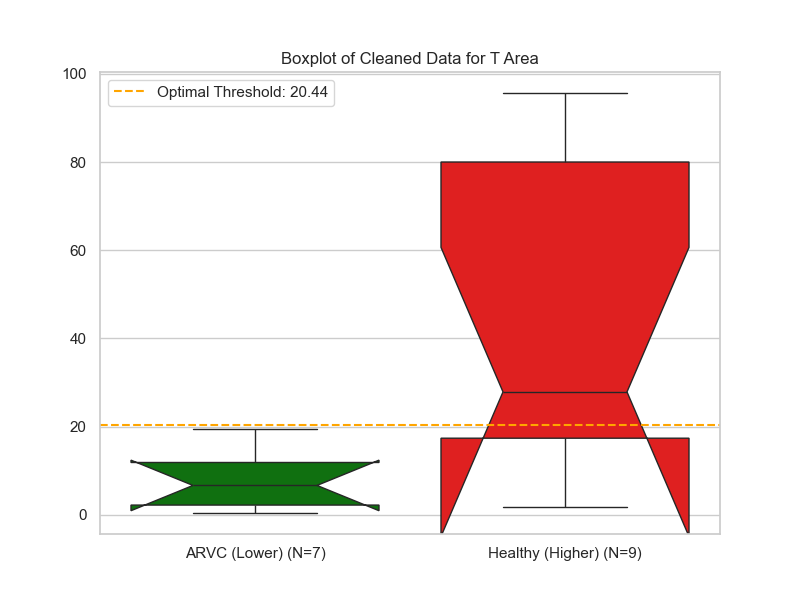 Boxplot of Cleaned Data for T Area
100
Optimal Threshold: 20.44
80
60
40
20
0
ARVC (Lower) (N=7)
Healthy (Higher) (N=9)